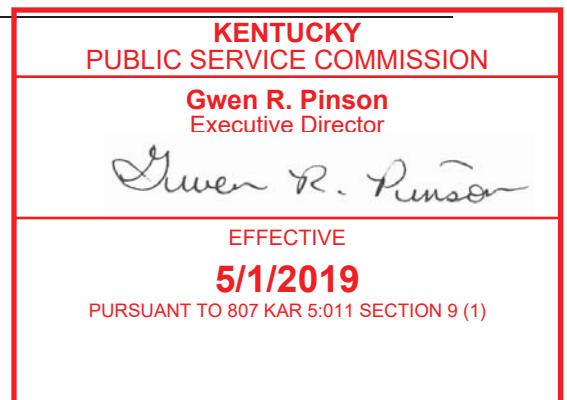 KENTUCKY
PUBLIC SERVICE COMMISSION
Gwen R. Pinson
Executive Director
Gwen R. Pinson
EFFECTIVE
5/1/2019
PURSUANT TO 807 KAR 5:011 SECTION 9 (1)